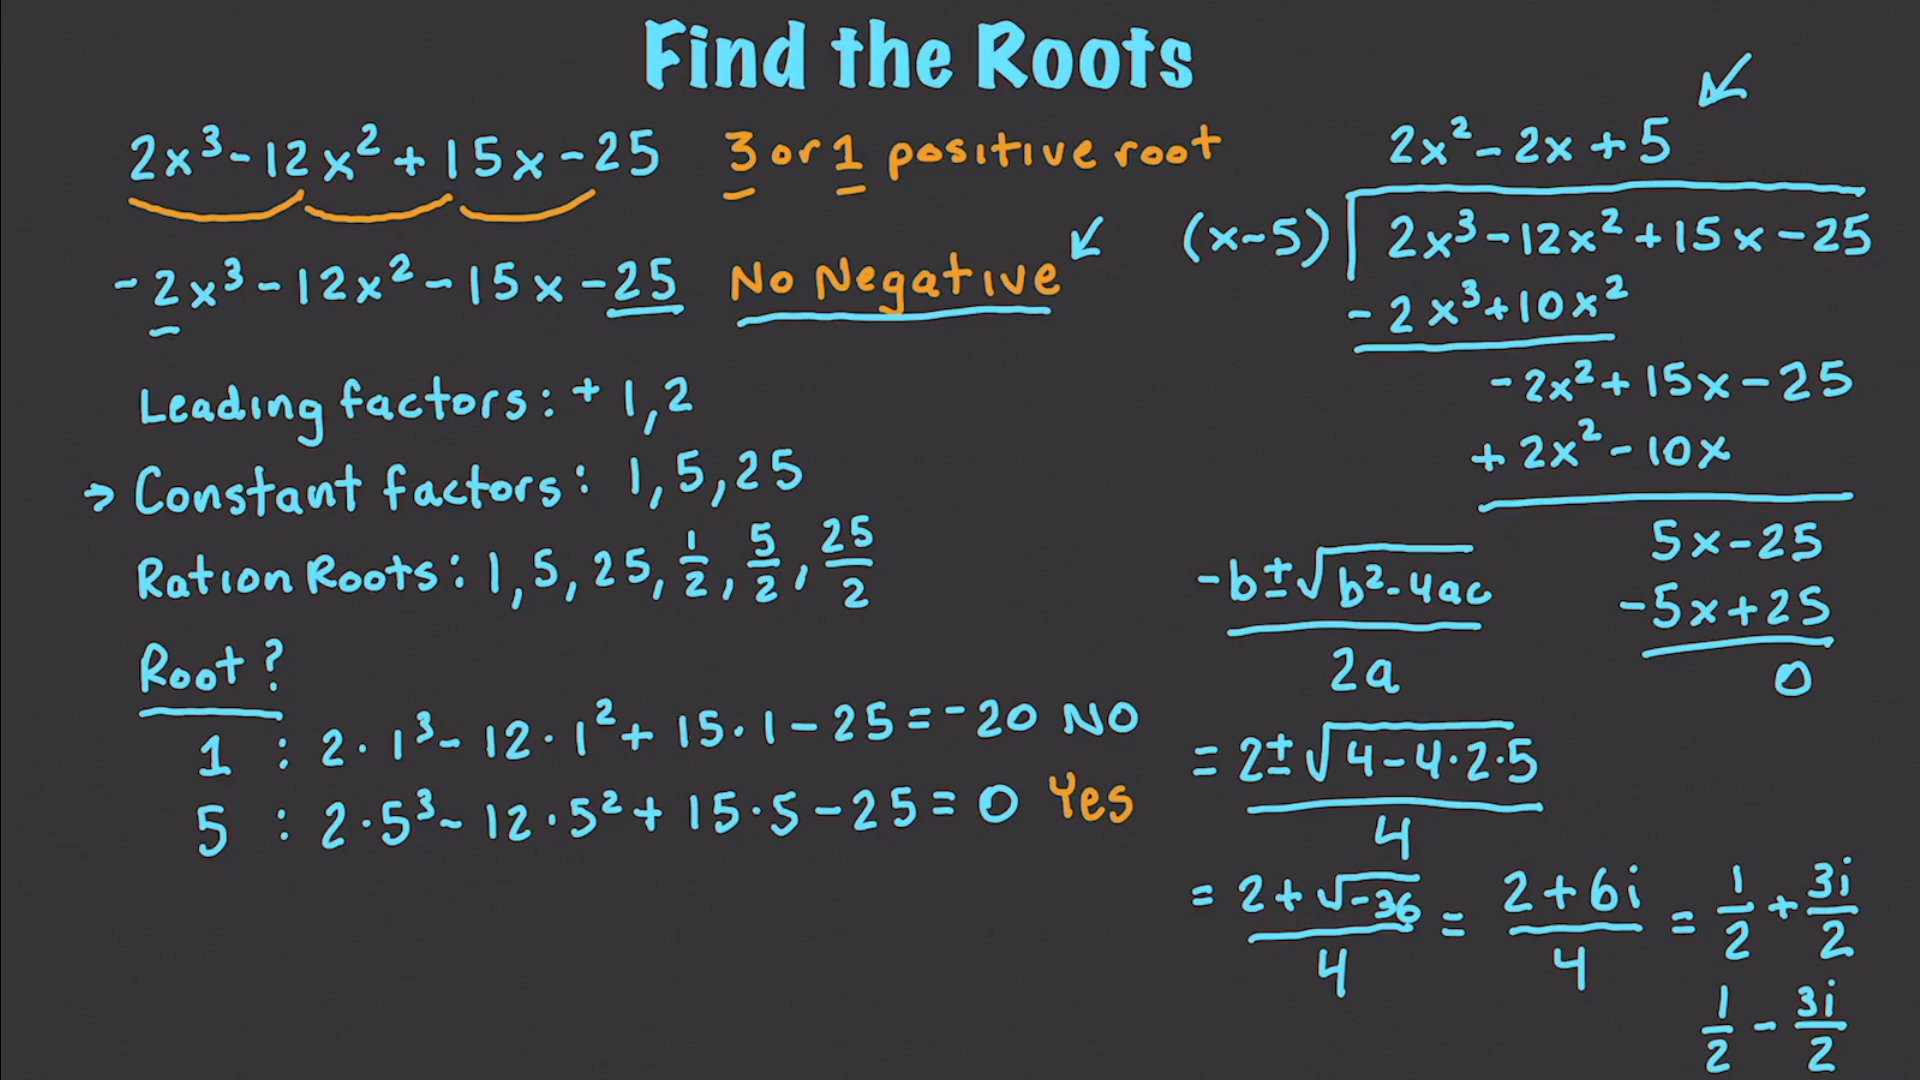 Find the Roots
2x³-12x²+15x-25 3 or 1 positive root
-2x³-12x²-15x-25 No Negative
Leading factors: + 1,2
→ Constant factors: 1,5,25
Ration Roots: 1,5,25, 1/2, 5/2, 25/2
Root?
1 : 2·1³-12·1²+15·1-25=-20 NO
5 : 2·5³-12·5²+15·5-25=0 Yes
2x²-2x+5
(x-5) 2x³-12x²+15x-25
-2x³+10x²
-2x²+15x-25
+2x²-10x
5x-25
-5x+25
0
-b±√b²-4ac
2a
=2±√4-4·2·5
4
=2+√-36 / 4 = 2+6i / 4 = 1/2+3i/2
1/2-3i/2